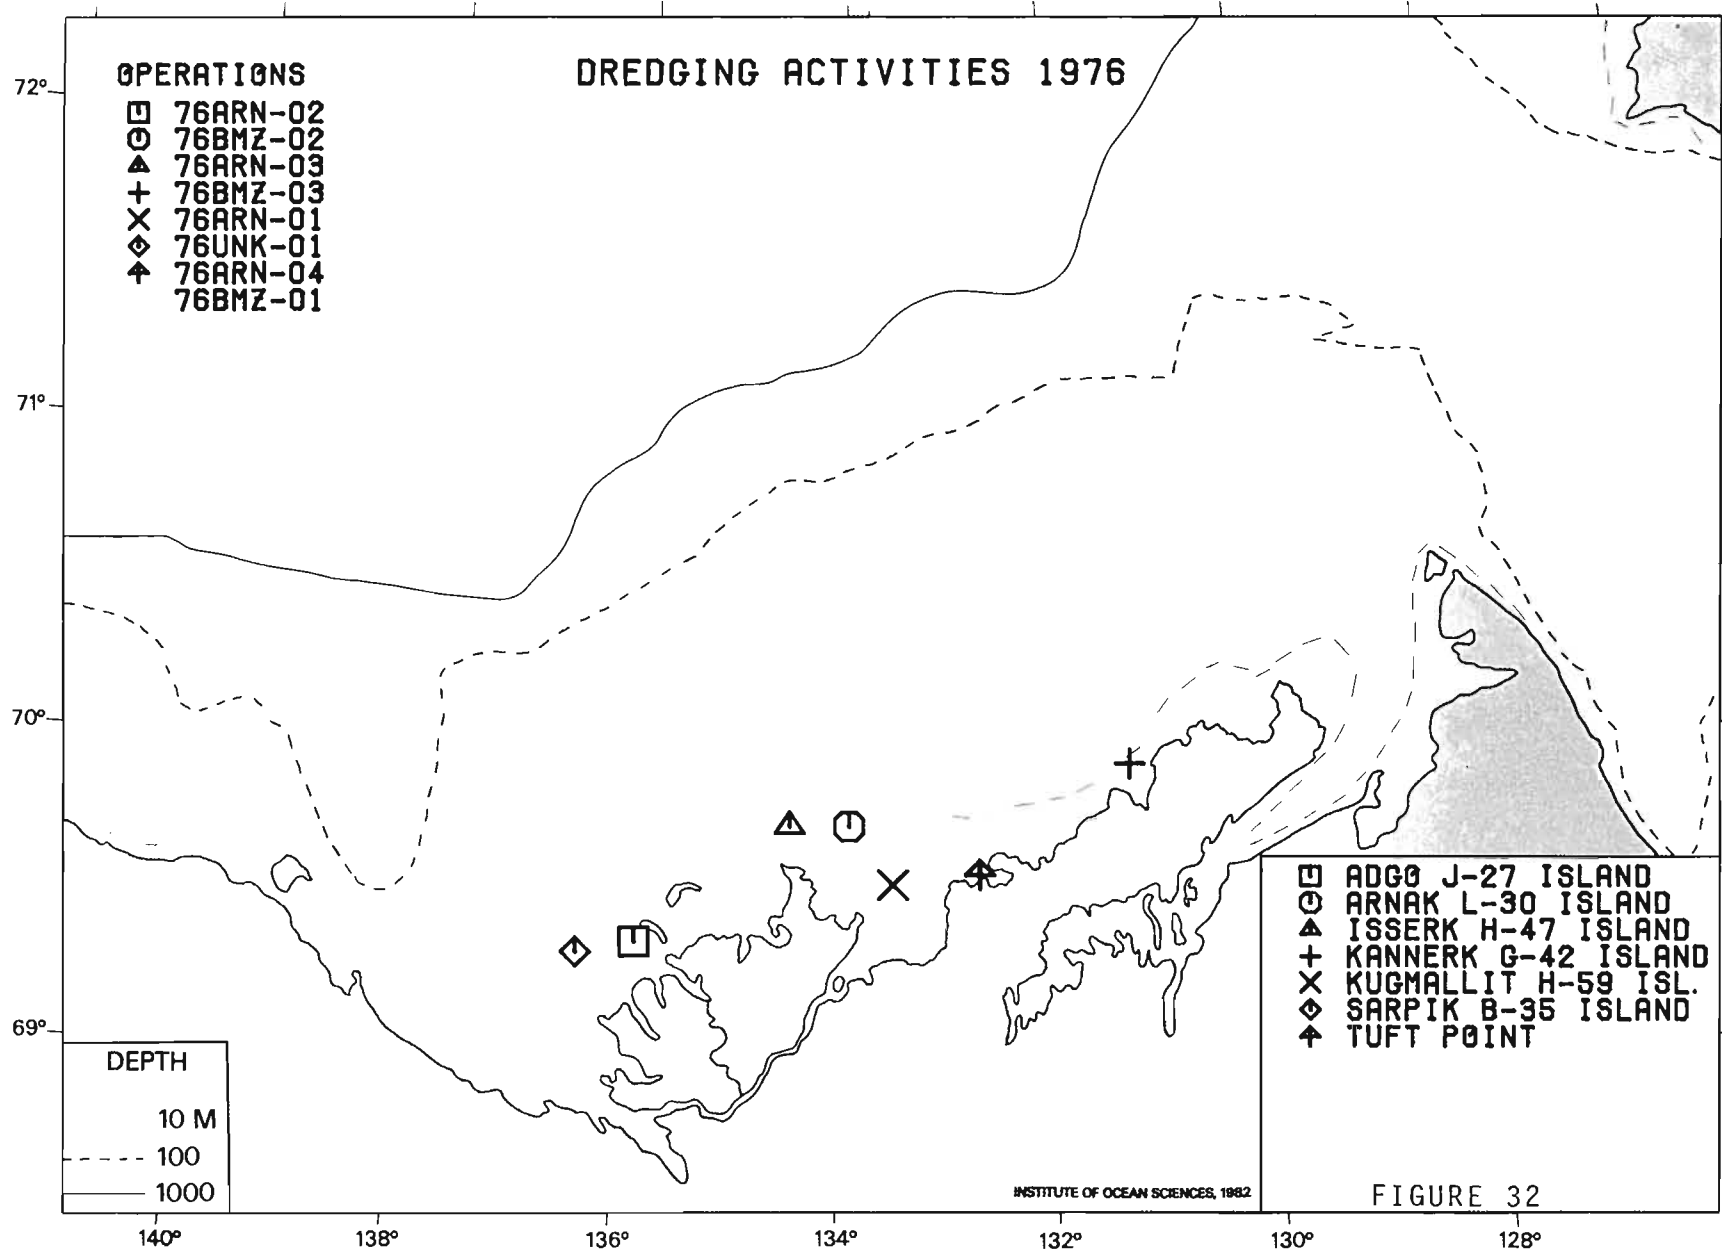 DREDGING ACTIVITIES 1976
OPERATIONS
76ARN-02
76BMZ-02
76ARN-03
76BMZ-03
76ARN-01
76UNK-01
76ARN-04
76BMZ-01
72°
71°
70°
69°
DEPTH
10 M
100
1000
ADGO J-27 ISLAND
ARNAK L-30 ISLAND
ISSERK H-47 ISLAND
KANNERK G-42 ISLAND
KUGMALLIT H-59 ISL.
SARPIK B-35 ISLAND
TUFT POINT
INSTITUTE OF OCEAN SCIENCES, 1982
FIGURE 32
140° 138° 136° 134° 132° 130° 128°